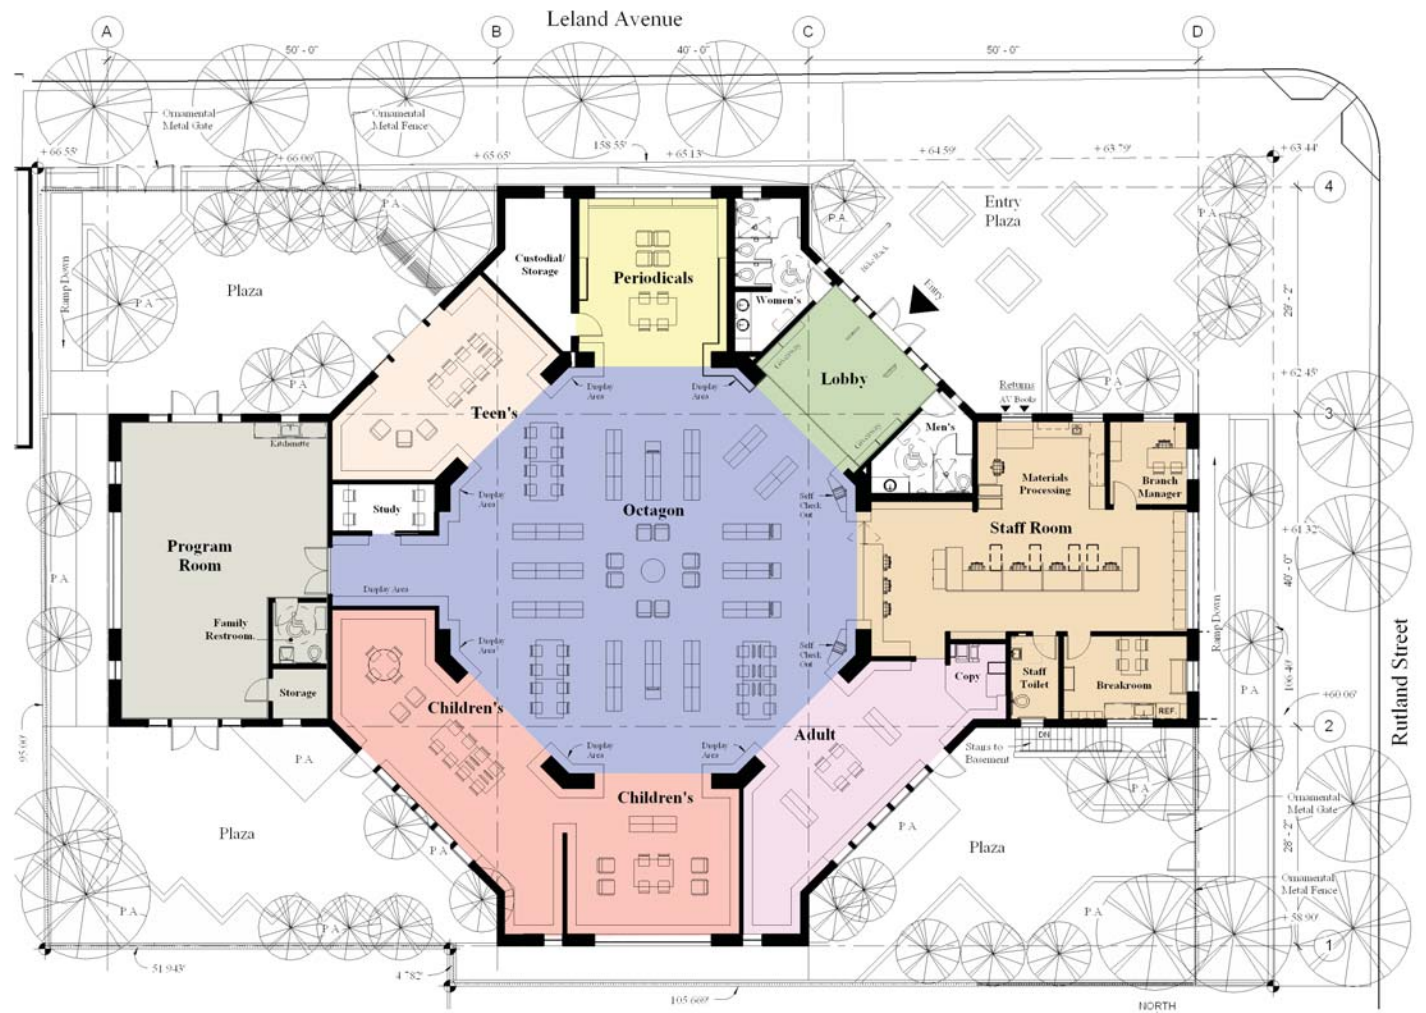 Leland Avenue
A
B
C
D
50' - 0"
40' - 0"
50' - 0"
Ornamental
Metal Gate
Ornamental
Metal Fence
+ 66.55'
+ 66.06'
+ 65.65'
158.55'
+ 65.13'
+ 64.59'
+ 63.79'
+ 63.44'
4
P.A.
P.A.
P.A.
Entry
Plaza
Bike Rack
Entry
Custodial/
Storage
Periodicals
Women's
Ramp Down
Plaza
P.A.
29' - 2"
Lobby
P.A.
P.A.
+ 62.45'
Returns
AV Books
Display
Area
Display
Area
Teen's
3
Kitchenette
Men's
Materials
Processing
Branch
Manager
Display
Area
Self
Check
Out
Study
Octagon
Staff Room
Program
Room
+ 61.32'
40' - 0"
P.A.
Display Area
Ramp Down
Rutland Street
Family
Restroom
Display
Area
Self
Check
Out
Copy
Staff
Toilet
Breakroom
REF.
P.A.
106.40'
+60.06'
Storage
Children's
Adult
2
95.00'
Display
Area
Display
Area
DN
Stairs to
Basement
P.A.
P.A.
Children's
Ornamental
Metal Gate
Plaza
P.A.
P.A.
Plaza
28' - 2"
Ornamental
Metal Fence
P.A.
P.A.
P.A.
P.A.
+ 58.90'
1
51.943'
4.782'
105.669'
NORTH